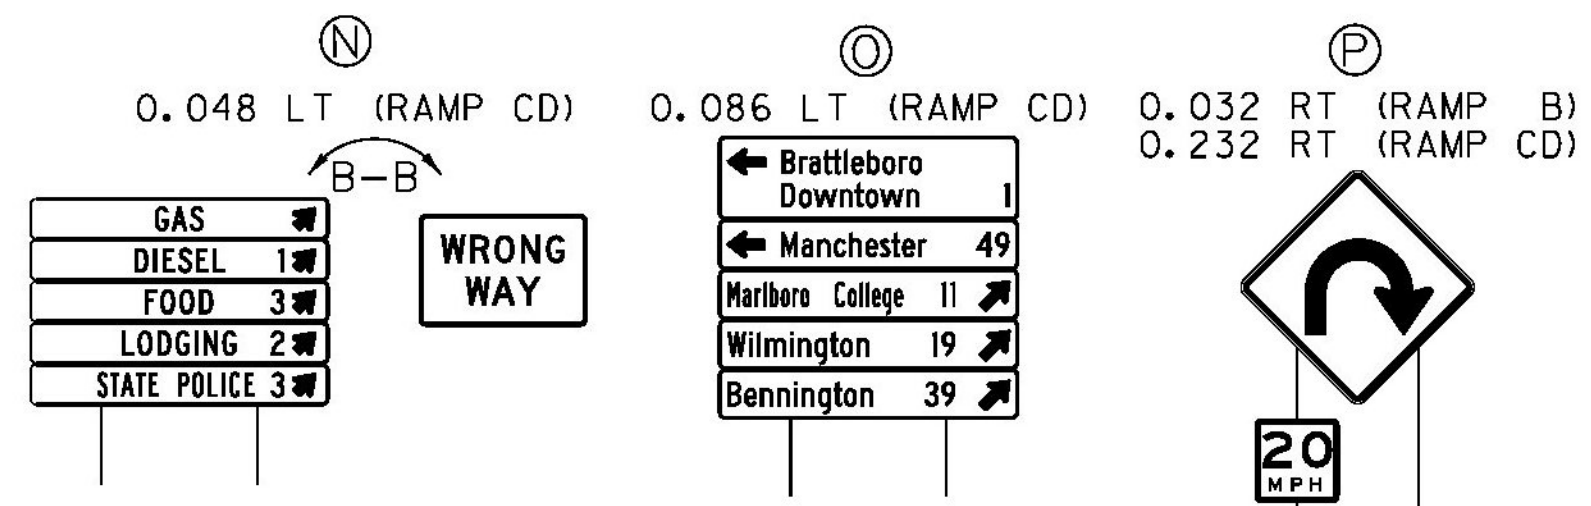 N
0.048 LT (RAMP CD)
B-B
GAS
DIESEL 1
FOOD 3
LODGING 2
STATE POLICE 3
WRONG
WAY
O
0.086 LT (RAMP CD)
Brattleboro
Downtown 1
Manchester 49
Marlboro College 11
Wilmington 19
Bennington 39
P
0.032 RT (RAMP B)
0.232 RT (RAMP CD)
20
MPH